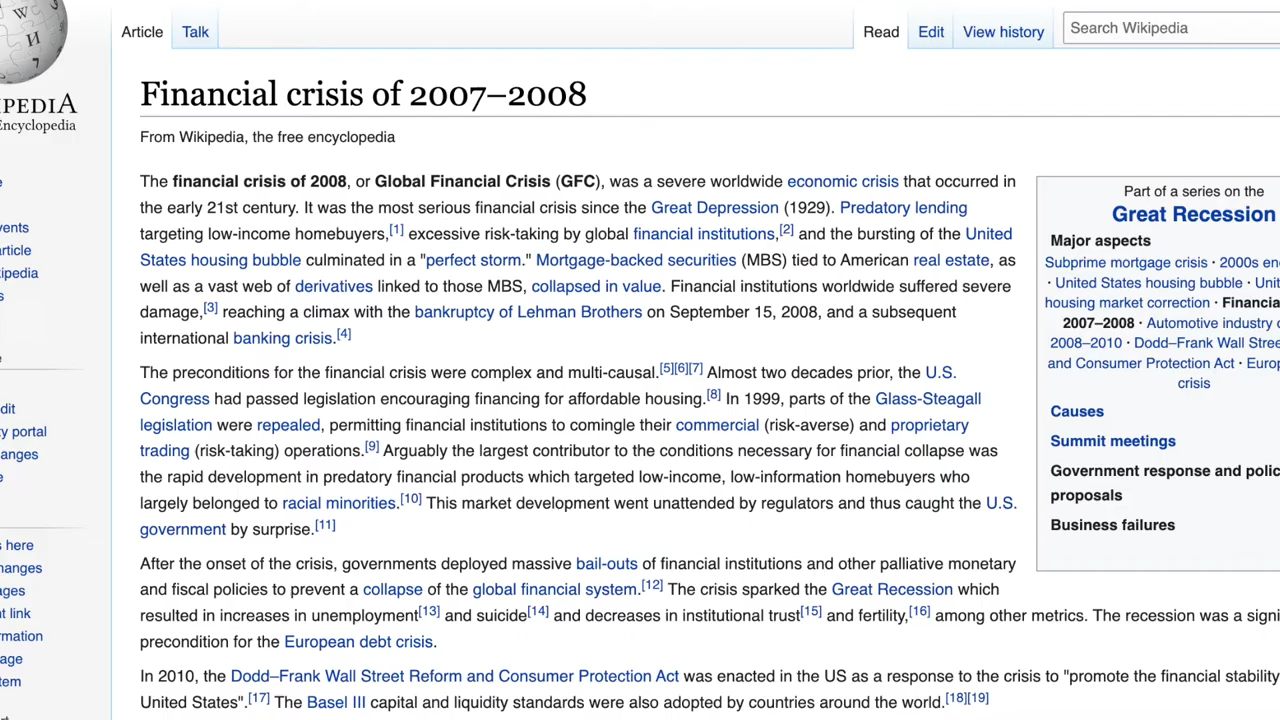 W
И
7
IPEDIA
Encyclopedia
Article
Talk
Read
Edit
View history
Search Wikipedia
Financial crisis of 2007–2008
From Wikipedia, the free encyclopedia
The financial crisis of 2008, or Global Financial Crisis (GFC), was a severe worldwide economic crisis that occurred in
the early 21st century. It was the most serious financial crisis since the Great Depression (1929). Predatory lending
targeting low-income homebuyers,[1] excessive risk-taking by global financial institutions,[2] and the bursting of the United
States housing bubble culminated in a "perfect storm." Mortgage-backed securities (MBS) tied to American real estate, as
well as a vast web of derivatives linked to those MBS, collapsed in value. Financial institutions worldwide suffered severe
damage,[3] reaching a climax with the bankruptcy of Lehman Brothers on September 15, 2008, and a subsequent
international banking crisis.[4]
The preconditions for the financial crisis were complex and multi-causal.[5][6][7] Almost two decades prior, the U.S.
Congress had passed legislation encouraging financing for affordable housing.[8] In 1999, parts of the Glass-Steagall
legislation were repealed, permitting financial institutions to comingle their commercial (risk-averse) and proprietary
trading (risk-taking) operations.[9] Arguably the largest contributor to the conditions necessary for financial collapse was
the rapid development in predatory financial products which targeted low-income, low-information homebuyers who
largely belonged to racial minorities.[10] This market development went unattended by regulators and thus caught the U.S.
government by surprise.[11]
After the onset of the crisis, governments deployed massive bail-outs of financial institutions and other palliative monetary
and fiscal policies to prevent a collapse of the global financial system.[12] The crisis sparked the Great Recession which
resulted in increases in unemployment[13] and suicide[14] and decreases in institutional trust[15] and fertility,[16] among other metrics. The recession was a signi
precondition for the European debt crisis.
In 2010, the Dodd–Frank Wall Street Reform and Consumer Protection Act was enacted in the US as a response to the crisis to "promote the financial stability
United States".[17] The Basel III capital and liquidity standards were also adopted by countries around the world.[18][19]
Part of a series on the
Great Recession
Major aspects
Subprime mortgage crisis · 2000s en
· United States housing bubble · Unit
housing market correction · Financia
2007–2008 · Automotive industry c
2008–2010 · Dodd–Frank Wall Stree
and Consumer Protection Act · Europ
crisis
Causes
Summit meetings
Government response and polic
proposals
Business failures
e
vents
article
ipedia
s
e
dit
ty portal
anges
e
s here
hanges
ages
nt link
rmation
age
tem